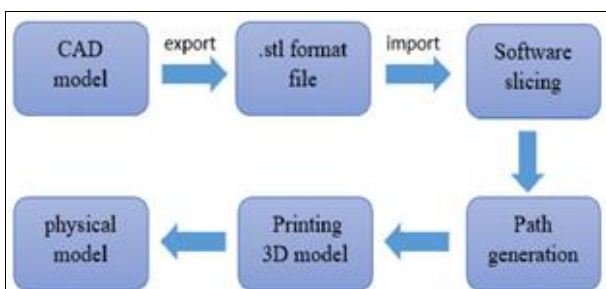 CAD
model
export
.stl format
file
import
Software
slicing
Path
generation
Printing
3D model
physical
model